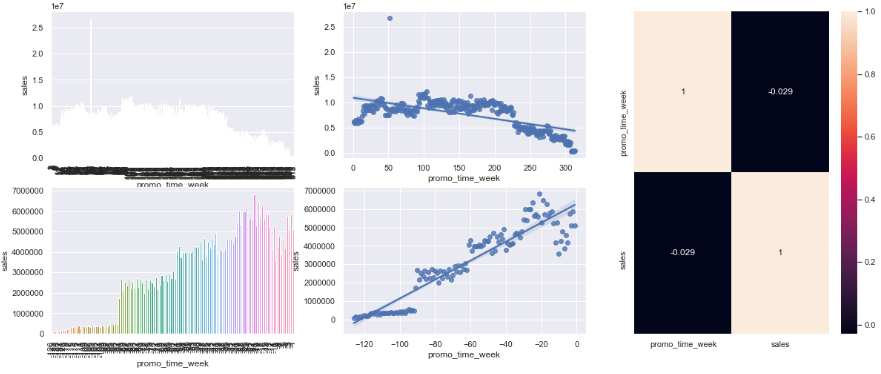 1e7
2.5
2.0
1.5
1.0
0.5
0.0
sales
promo_time_week
1e7
2.5
2.0
1.5
1.0
0.5
0.0
sales
0 50 100 150 200 250 300
promo_time_week
7000000
6000000
5000000
4000000
3000000
2000000
1000000
0
sales
promo_time_week
7000000
6000000
5000000
4000000
3000000
2000000
1000000
0
sales
−120 −100 −80 −60 −40 −20 0
promo_time_week
promo_time_week
sales
1 -0.029
-0.029 1
promo_time_week sales
1.0
0.8
0.6
0.4
0.2
0.0